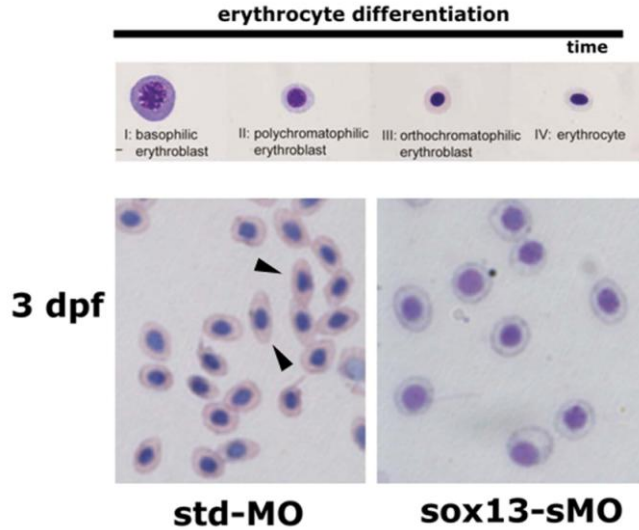 erythrocyte differentiation
time
I: basophilic
erythroblast
II: polychromatophilic
erythroblast
III: orthochromatophilic
erythroblast
IV: erythrocyte
3 dpf
std-MO
sox13-sMO